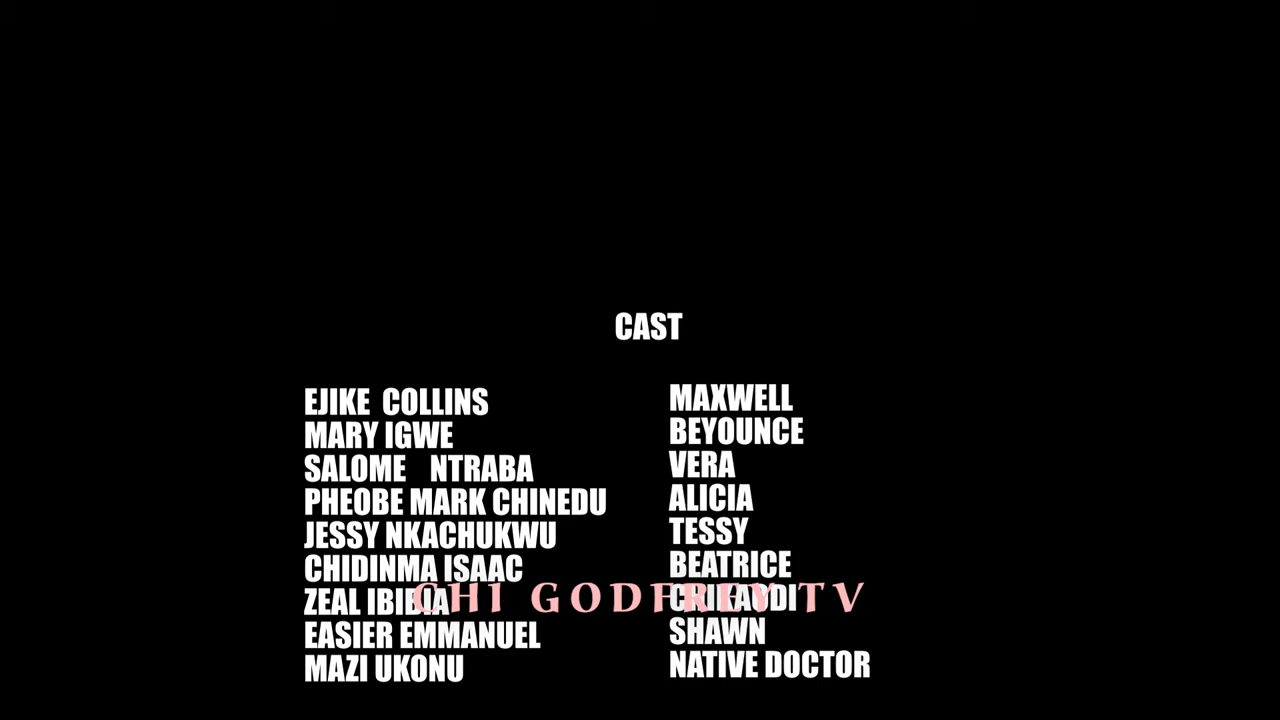 CAST
EJIKE COLLINS MAXWELL
MARY IGWE BEYOUNCE
SALOME NTRABA VERA
PHEOBE MARK CHINEDU ALICIA
JESSY NKACHUKWU TESSY
CHIDINMA ISAAC BEATRICE
ZEAL IBIBIA
CHI GODFREY TV
EASIER EMMANUEL SHAWN
MAZI UKONU NATIVE DOCTOR